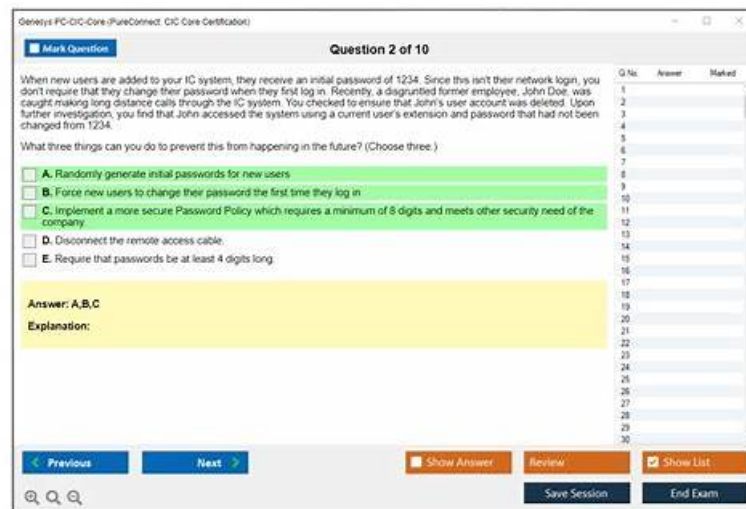 Genesys PC-CIC-Core (PureConnect: CIC Core Certification)
Mark Question
Question 2 of 10
When new users are added to your IC system, they receive an initial password of 1234. Since this isn't their network login, you
don't require that they change their password when they first log in. Recently, a disgruntled former employee, John Doe, was
caught making long distance calls through the IC system. You checked to ensure that John's user account was deleted. Upon
further investigation, you find that John accessed the system using a current user's extension and password that had not been
changed from 1234.
What three things can you do to prevent this from happening in the future? (Choose three.)
A. Randomly generate initial passwords for new users
B. Force new users to change their password the first time they log in
C. Implement a more secure Password Policy which requires a minimum of 8 digits and meets other security need of the
company.
D. Disconnect the remote access cable.
E. Require that passwords be at least 4 digits long.
Answer: A,B,C
Explanation:
Q.No. Answer Marked
1
2
3
4
5
6
7
8
9
10
11
12
13
14
15
16
17
18
19
20
21
22
23
24
25
26
27
28
29
30
Previous
Next
Show Answer
Review
Show List
Save Session
End Exam